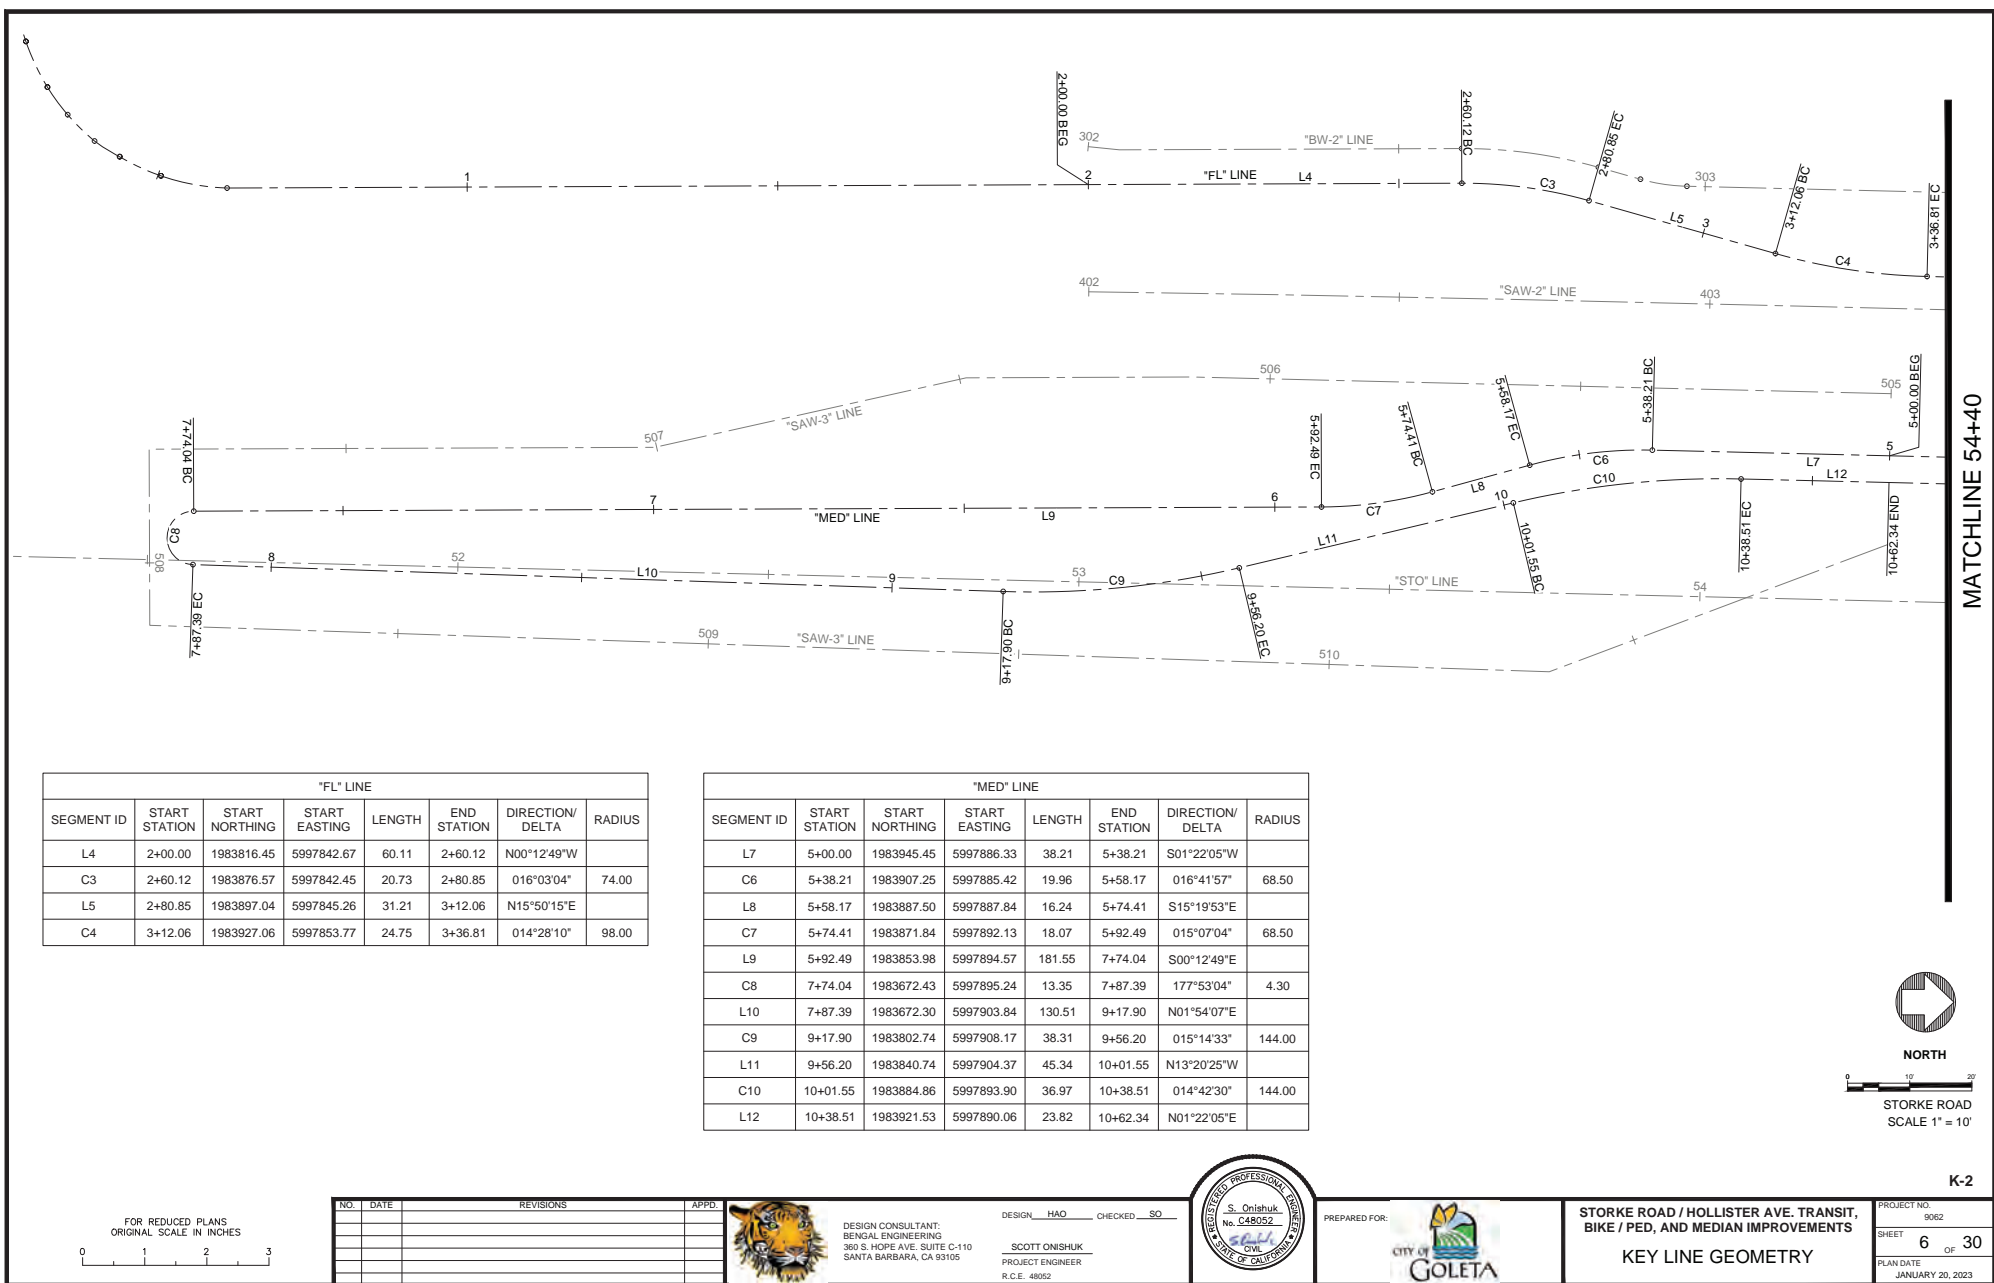 2+00.00 BEG
302
"BW-2" LINE
2+60.12 BC
2+80.85 EC
303
3+12.06 BC
3+36.81 EC
1
2
"FL" LINE
L4
C3
L5
3
C4
402
"SAW-2" LINE
403
506
505
5+00.00 BEG
507
"SAW-3" LINE
7+74.04 BC
5+92.49 EC
5+74.41 BC
5+58.17 EC
5+38.21 BC
5
L7
L12
C6
C10
L8
10
C7
6
L9
"MED" LINE
7
C8
508
8
52
L10
9
53
C9
L11
"STO" LINE
54
10+01.55 BC
10+38.51 EC
10+62.34 END
7+87.39 EC
509
"SAW-3" LINE
9+17.90 BC
9+56.20 EC
510
MATCHLINE 54+40
"FL" LINE
SEGMENT ID START STATION START NORTHING START EASTING LENGTH END STATION DIRECTION/ DELTA RADIUS
L4 2+00.00 1983816.45 5997842.67 60.11 2+60.12 N00°12'49"W
C3 2+60.12 1983876.57 5997842.45 20.73 2+80.85 016°03'04" 74.00
L5 2+80.85 1983897.04 5997845.26 31.21 3+12.06 N15°50'15"E
C4 3+12.06 1983927.06 5997853.77 24.75 3+36.81 014°28'10" 98.00
"MED" LINE
SEGMENT ID START STATION START NORTHING START EASTING LENGTH END STATION DIRECTION/ DELTA RADIUS
L7 5+00.00 1983945.45 5997886.33 38.21 5+38.21 S01°22'05"W
C6 5+38.21 1983907.25 5997885.42 19.96 5+58.17 016°41'57" 68.50
L8 5+58.17 1983887.50 5997887.84 16.24 5+74.41 S15°19'53"E
C7 5+74.41 1983871.84 5997892.13 18.07 5+92.49 015°07'04" 68.50
L9 5+92.49 1983853.98 5997894.57 181.55 7+74.04 S00°12'49"E
C8 7+74.04 1983672.43 5997895.24 13.35 7+87.39 177°53'04" 4.30
L10 7+87.39 1983672.30 5997903.84 130.51 9+17.90 N01°54'07"E
C9 9+17.90 1983802.74 5997908.17 38.31 9+56.20 015°14'33" 144.00
L11 9+56.20 1983840.74 5997904.37 45.34 10+01.55 N13°20'25"W
C10 10+01.55 1983884.86 5997893.90 36.97 10+38.51 014°42'30" 144.00
L12 10+38.51 1983921.53 5997890.06 23.82 10+62.34 N01°22'05"E
NORTH
0 10' 20'
STORKE ROAD
SCALE 1" = 10'
K-2
FOR REDUCED PLANS
ORIGINAL SCALE IN INCHES
0 1 2 3
NO. DATE REVISIONS APPD.
DESIGN CONSULTANT:
BENGAL ENGINEERING
360 S. HOPE AVE. SUITE C-110
SANTA BARBARA, CA 93105
DESIGN HAO CHECKED SO
SCOTT ONISHUK
PROJECT ENGINEER
R.C.E. 48052
REGISTERED PROFESSIONAL ENGINEER
S. Onishuk
No. C48052
CIVIL
STATE OF CALIFORNIA
PREPARED FOR:
CITY OF
GOLETA
STORKE ROAD / HOLLISTER AVE. TRANSIT,
BIKE / PED, AND MEDIAN IMPROVEMENTS
KEY LINE GEOMETRY
PROJECT NO.
9062
SHEET 6 OF 30
PLAN DATE
JANUARY 20, 2023